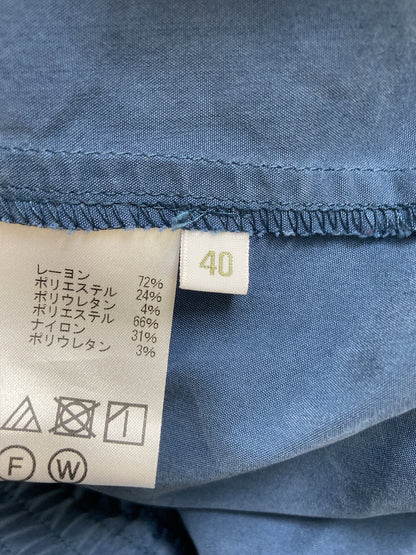 40
レーヨン 72%
ポリエステル 24%
ポリウレタン 4%
ポリエステル 66%
ナイロン 31%
ポリウレタン 3%
1
F W